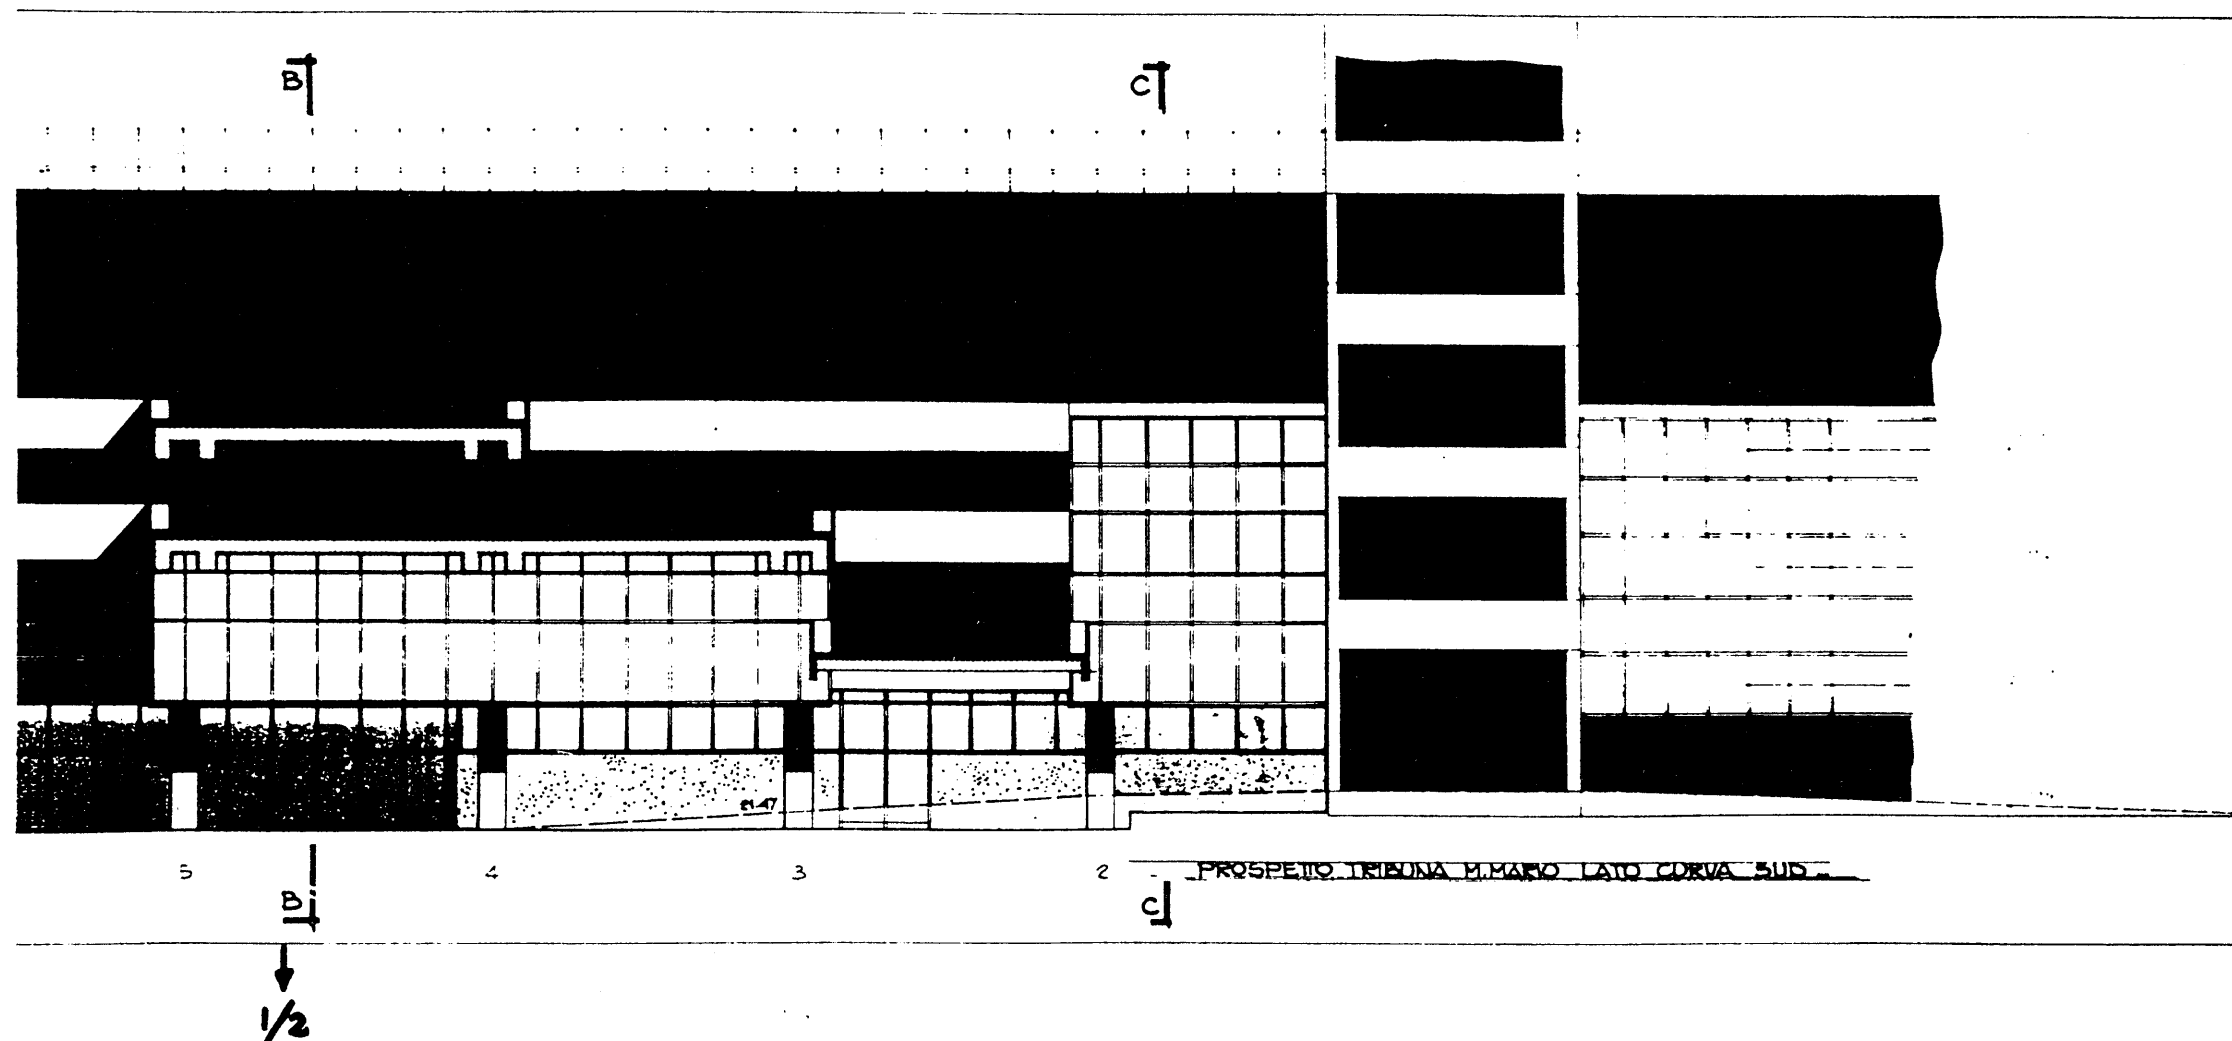 B C
5 4 3 2 - PROSPETTO TRIBUNA M.MARIO LATO CURVA SUD -
B C
1/2